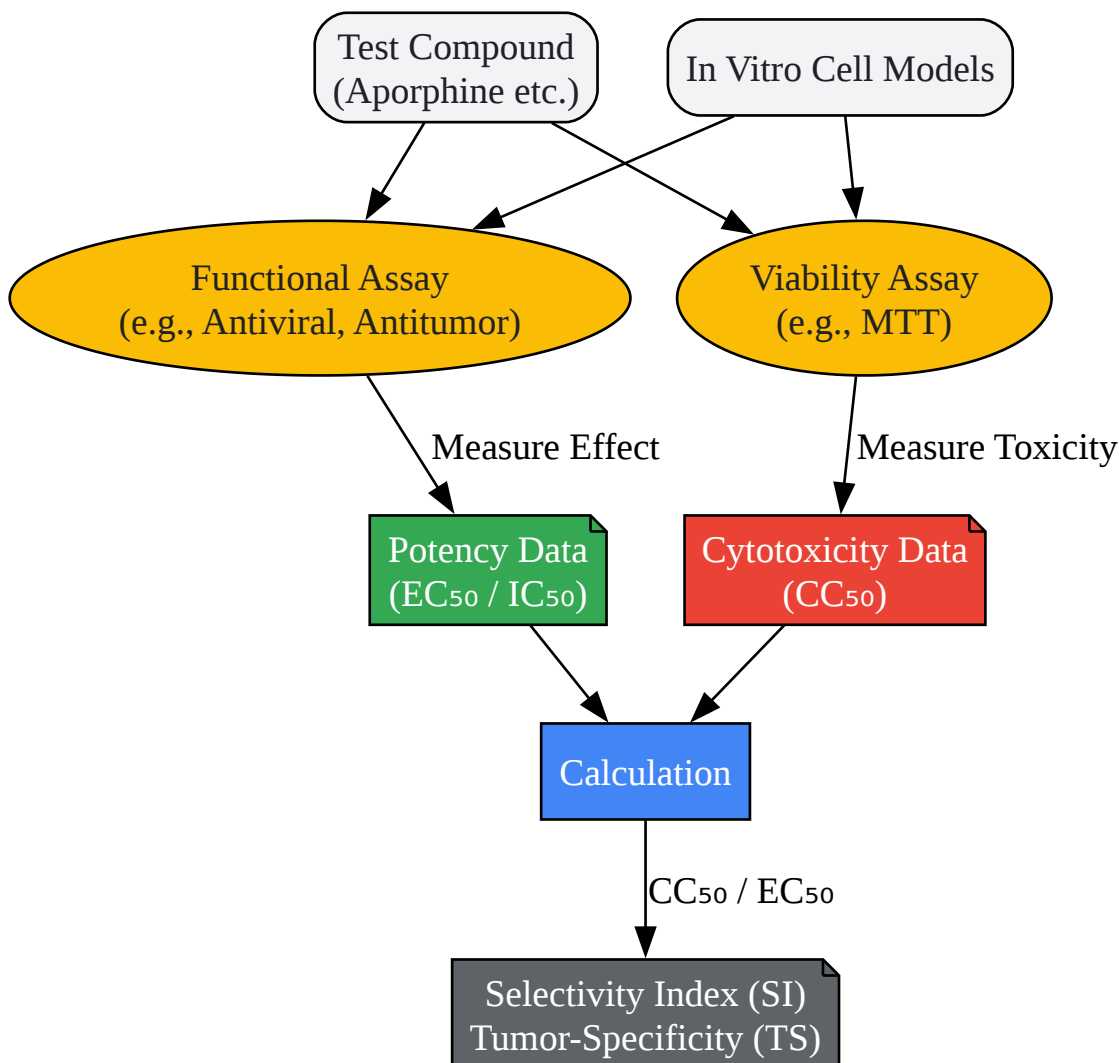 Test Compound
(Aporphine etc.)
In Vitro Cell Models
Functional Assay
(e.g., Antiviral, Antitumor)
Viability Assay
(e.g., MTT)
Measure Effect
Measure Toxicity
Potency Data
(EC₅₀ / IC₅₀)
Cytotoxicity Data
(CC₅₀)
Calculation
CC₅₀ / EC₅₀
Selectivity Index (SI)
Tumor-Specificity (TS)